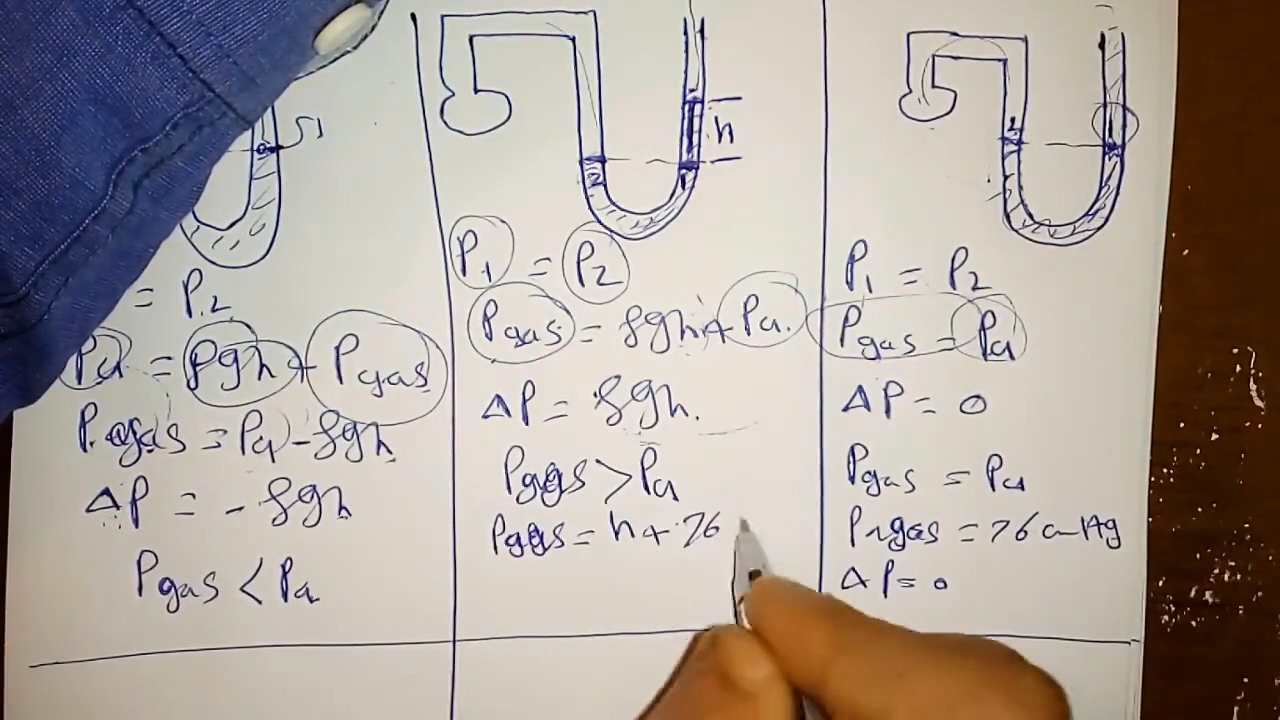 h
= P2
Pa = ρgh + Pgas
Pgas = Pa - ρgh
ΔP = - ρgh
Pgas < Pa
P1 = P2
Pgas = ρgh + Pa.
ΔP = ρgh.
Pgas > Pa
Pgas = h + 76
P1 = P2
Pgas = Pa
ΔP = 0
Pgas = Pa
Pgas = 76 cmHg
ΔP = 0